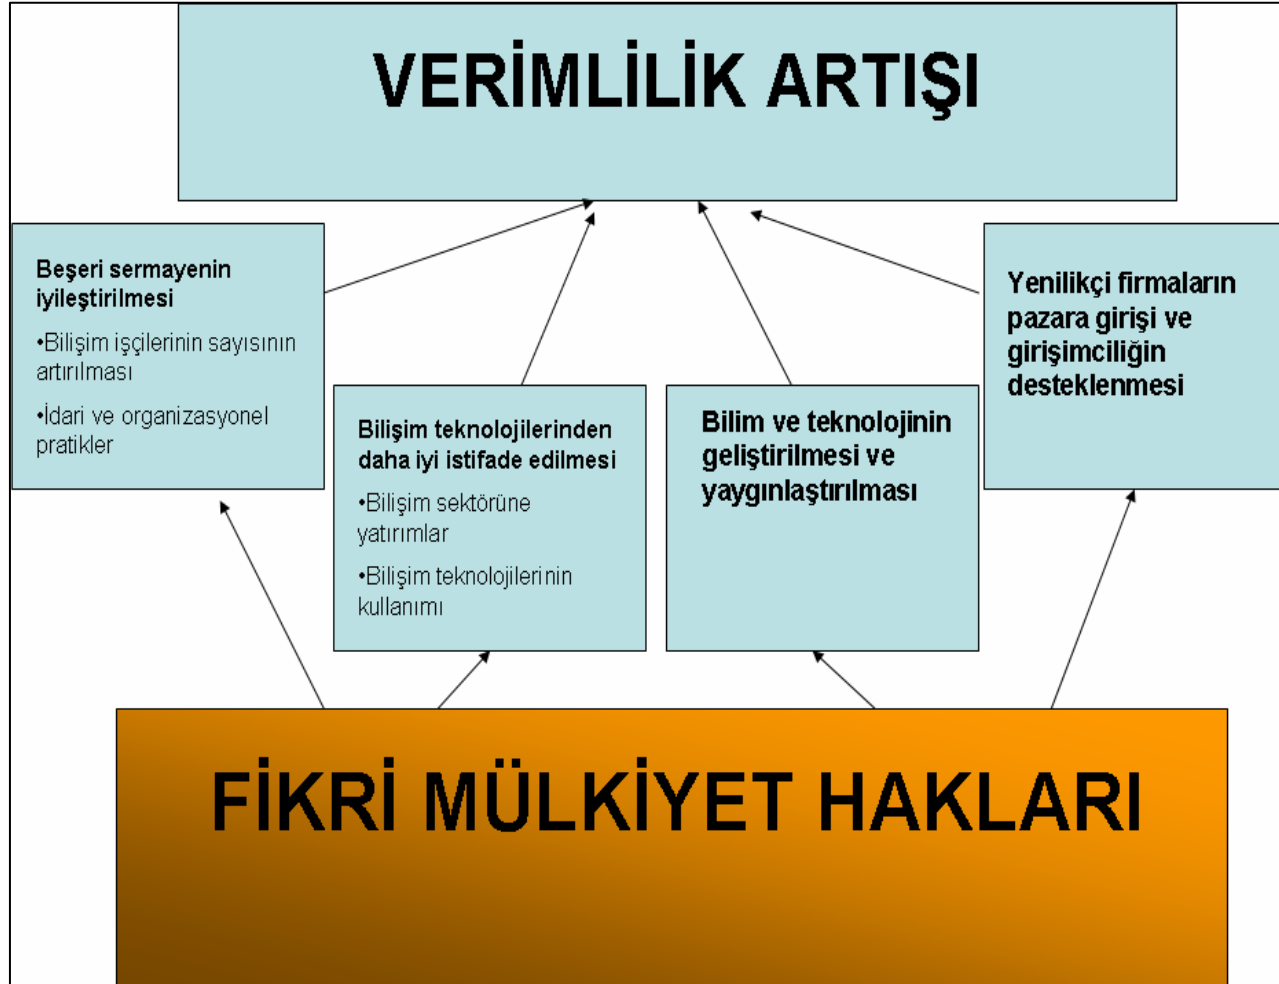 VERİMLİLİK ARTIŞI
Beşeri sermayenin
iyileştirilmesi
•Bilişim işçilerinin sayısının
artırılması
•İdari ve organizasyonel
pratikler
Bilişim teknolojilerinden
daha iyi istifade edilmesi
•Bilişim sektörüne
yatırımlar
•Bilişim teknolojilerinin
kullanımı
Bilim ve teknolojinin
geliştirilmesi ve
yaygınlaştırılması
Yenilikçi firmaların
pazara girişi ve
girişimciliğin
desteklenmesi
FİKRİ MÜLKİYET HAKLARI